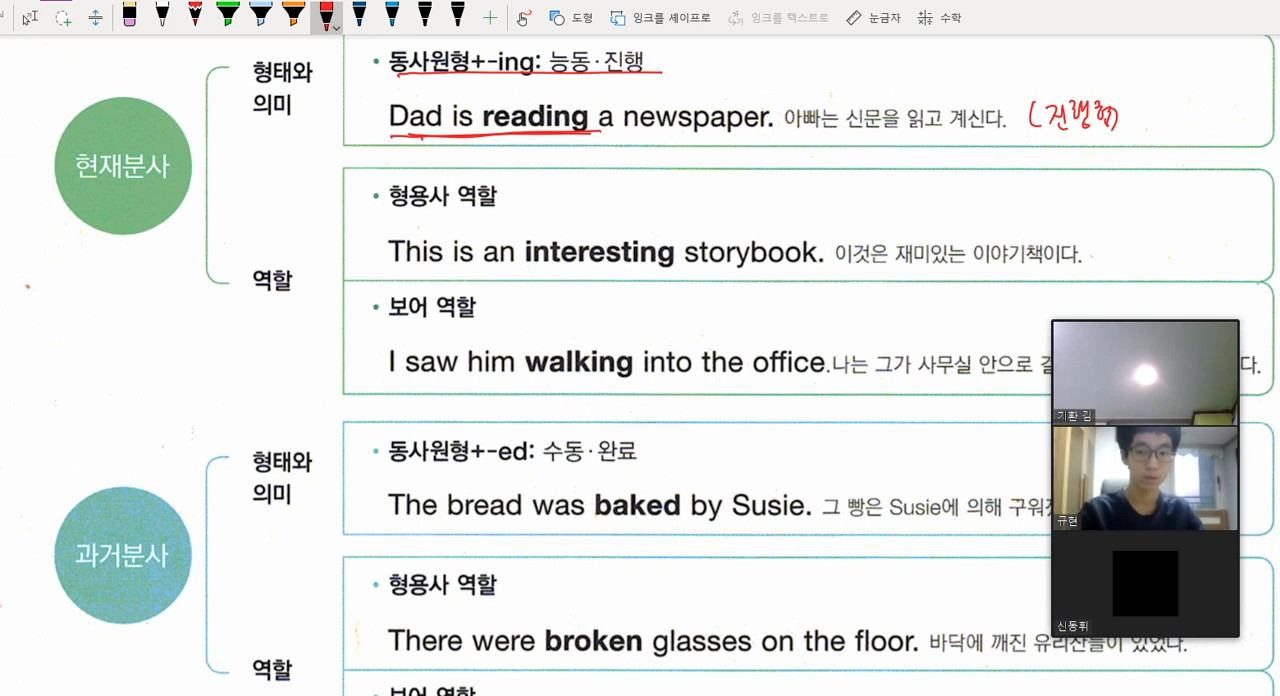 도형
잉크를 셰이프로
잉크를 텍스트로
눈금자
수학
형태와
의미
• 동사원형+-ing: 능동·진행
Dad is reading a newspaper. 아빠는 신문을 읽고 계신다. (진행형)
현재분사
• 형용사 역할
This is an interesting storybook. 이것은 재미있는 이야기책이다.
역할
• 보어 역할
I saw him walking into the office. 나는 그가 사무실 안으로
다.
기환 김
형태와
의미
• 동사원형+-ed: 수동·완료
The bread was baked by Susie. 그 빵은 Susie에 의해
규현
과거분사
• 형용사 역할
신동휘
There were broken glasses on the floor. 바닥에 깨진 유리잔들이 있었다.
역할
보어 역할